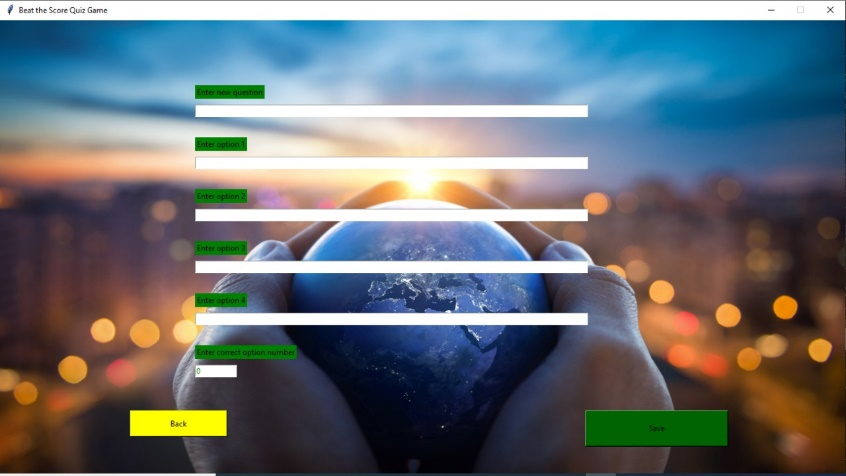 Beat the Score Quiz Game
Enter new question
Enter option 1
Enter option 2
Enter option 3
Enter option 4
Enter correct option number
0
Back
Save